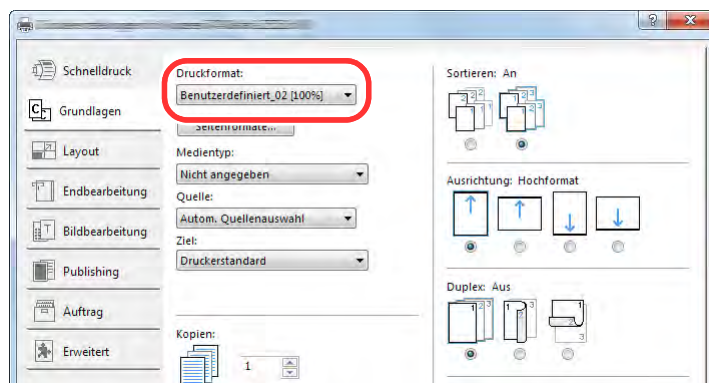 Schnelldruck
Grundlagen
Layout
Endbearbeitung
Bildbearbeitung
Publishing
Auftrag
Erweitert
Druckformat:
Benutzerdefiniert_02 [100%]
Seitenformate...
Medientyp:
Nicht angegeben
Quelle:
Autom. Quellenauswahl
Ziel:
Druckerstandard
Kopien:
1
Sortieren: An
Ausrichtung: Hochformat
Duplex: Aus